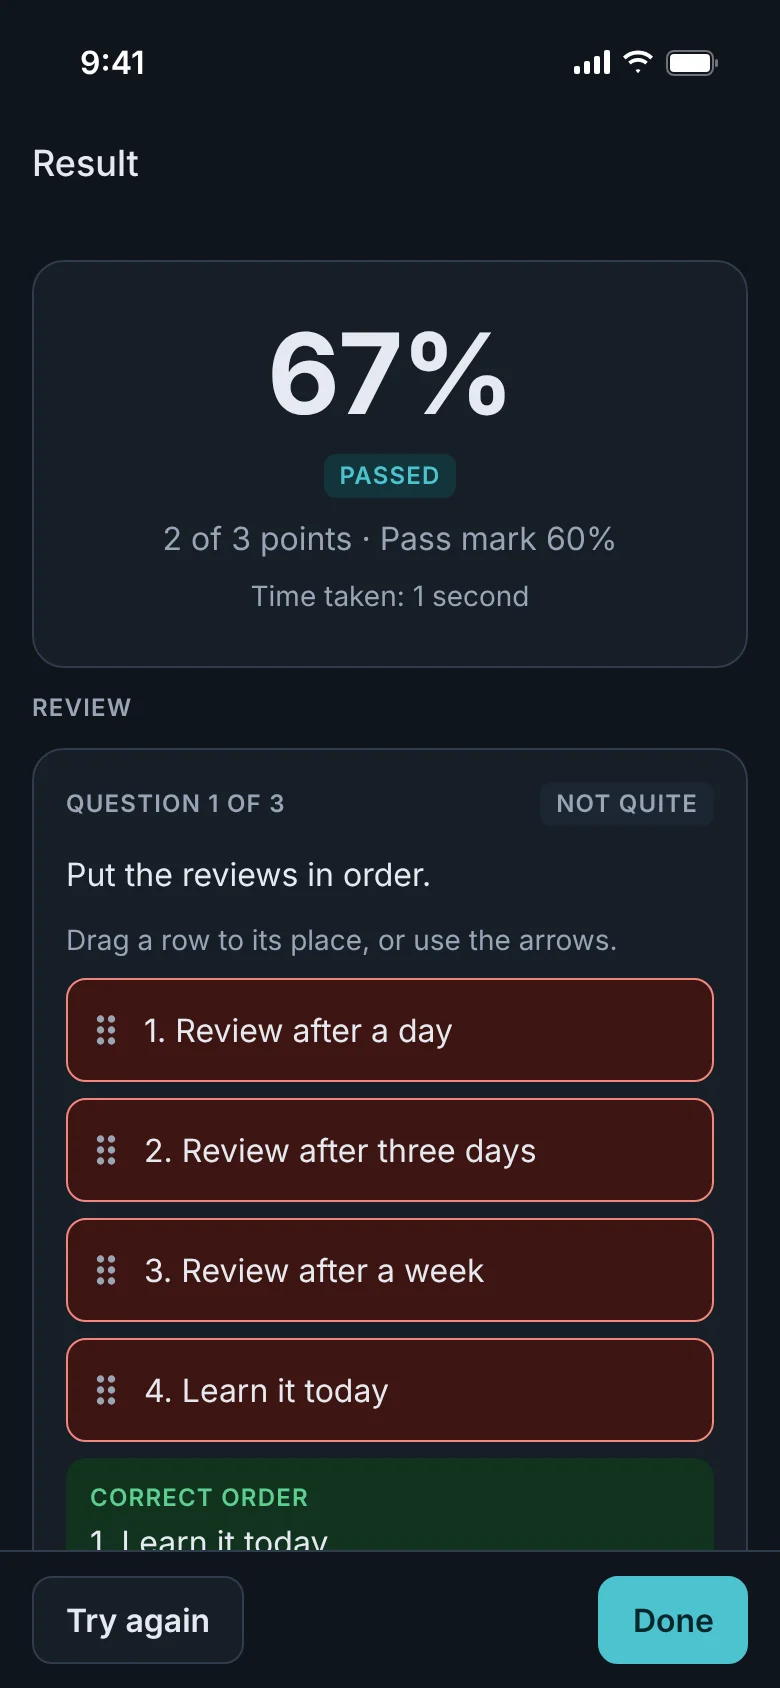 9:41
Result
67%
PASSED
2 of 3 points · Pass mark 60%
Time taken: 1 second
REVIEW
QUESTION 1 OF 3
NOT QUITE
Put the reviews in order.
Drag a row to its place, or use the arrows.
1. Review after a day
2. Review after three days
3. Review after a week
4. Learn it today
CORRECT ORDER
1. Learn it today
Try again
Done